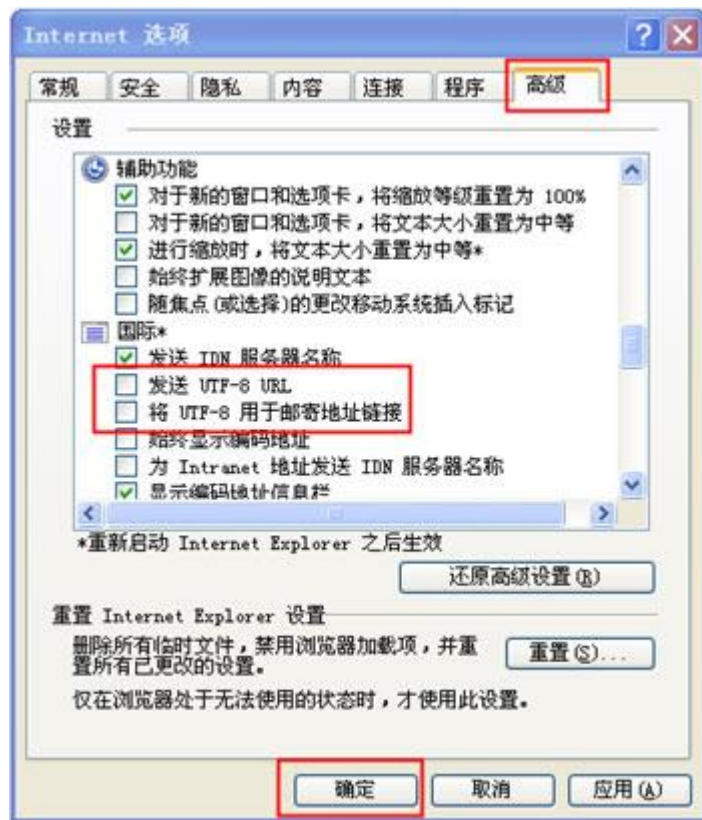 Internet 选项
常规 安全 隐私 内容 连接 程序 高级
设置
辅助功能
对于新的窗口和选项卡，将缩放等级重置为 100%
对于新的窗口和选项卡，将文本大小重置为中等
进行缩放时，将文本大小重置为中等*
始终扩展图像的说明文本
随焦点(或选择)的更改移动系统插入标记
国际*
发送 IDN 服务器名称
发送 UTF-8 URL
将 UTF-8 用于邮寄地址链接
始终显示编码地址
为 Intranet 地址发送 IDN 服务器名称
显示编码地址信息栏
*重新启动 Internet Explorer 之后生效
还原高级设置(R)
重置 Internet Explorer 设置
删除所有临时文件，禁用浏览器加载项，并重
置所有已更改的设置。
重置(S)...
仅在浏览器处于无法使用的状态时，才使用此设置。
确定 取消 应用(A)